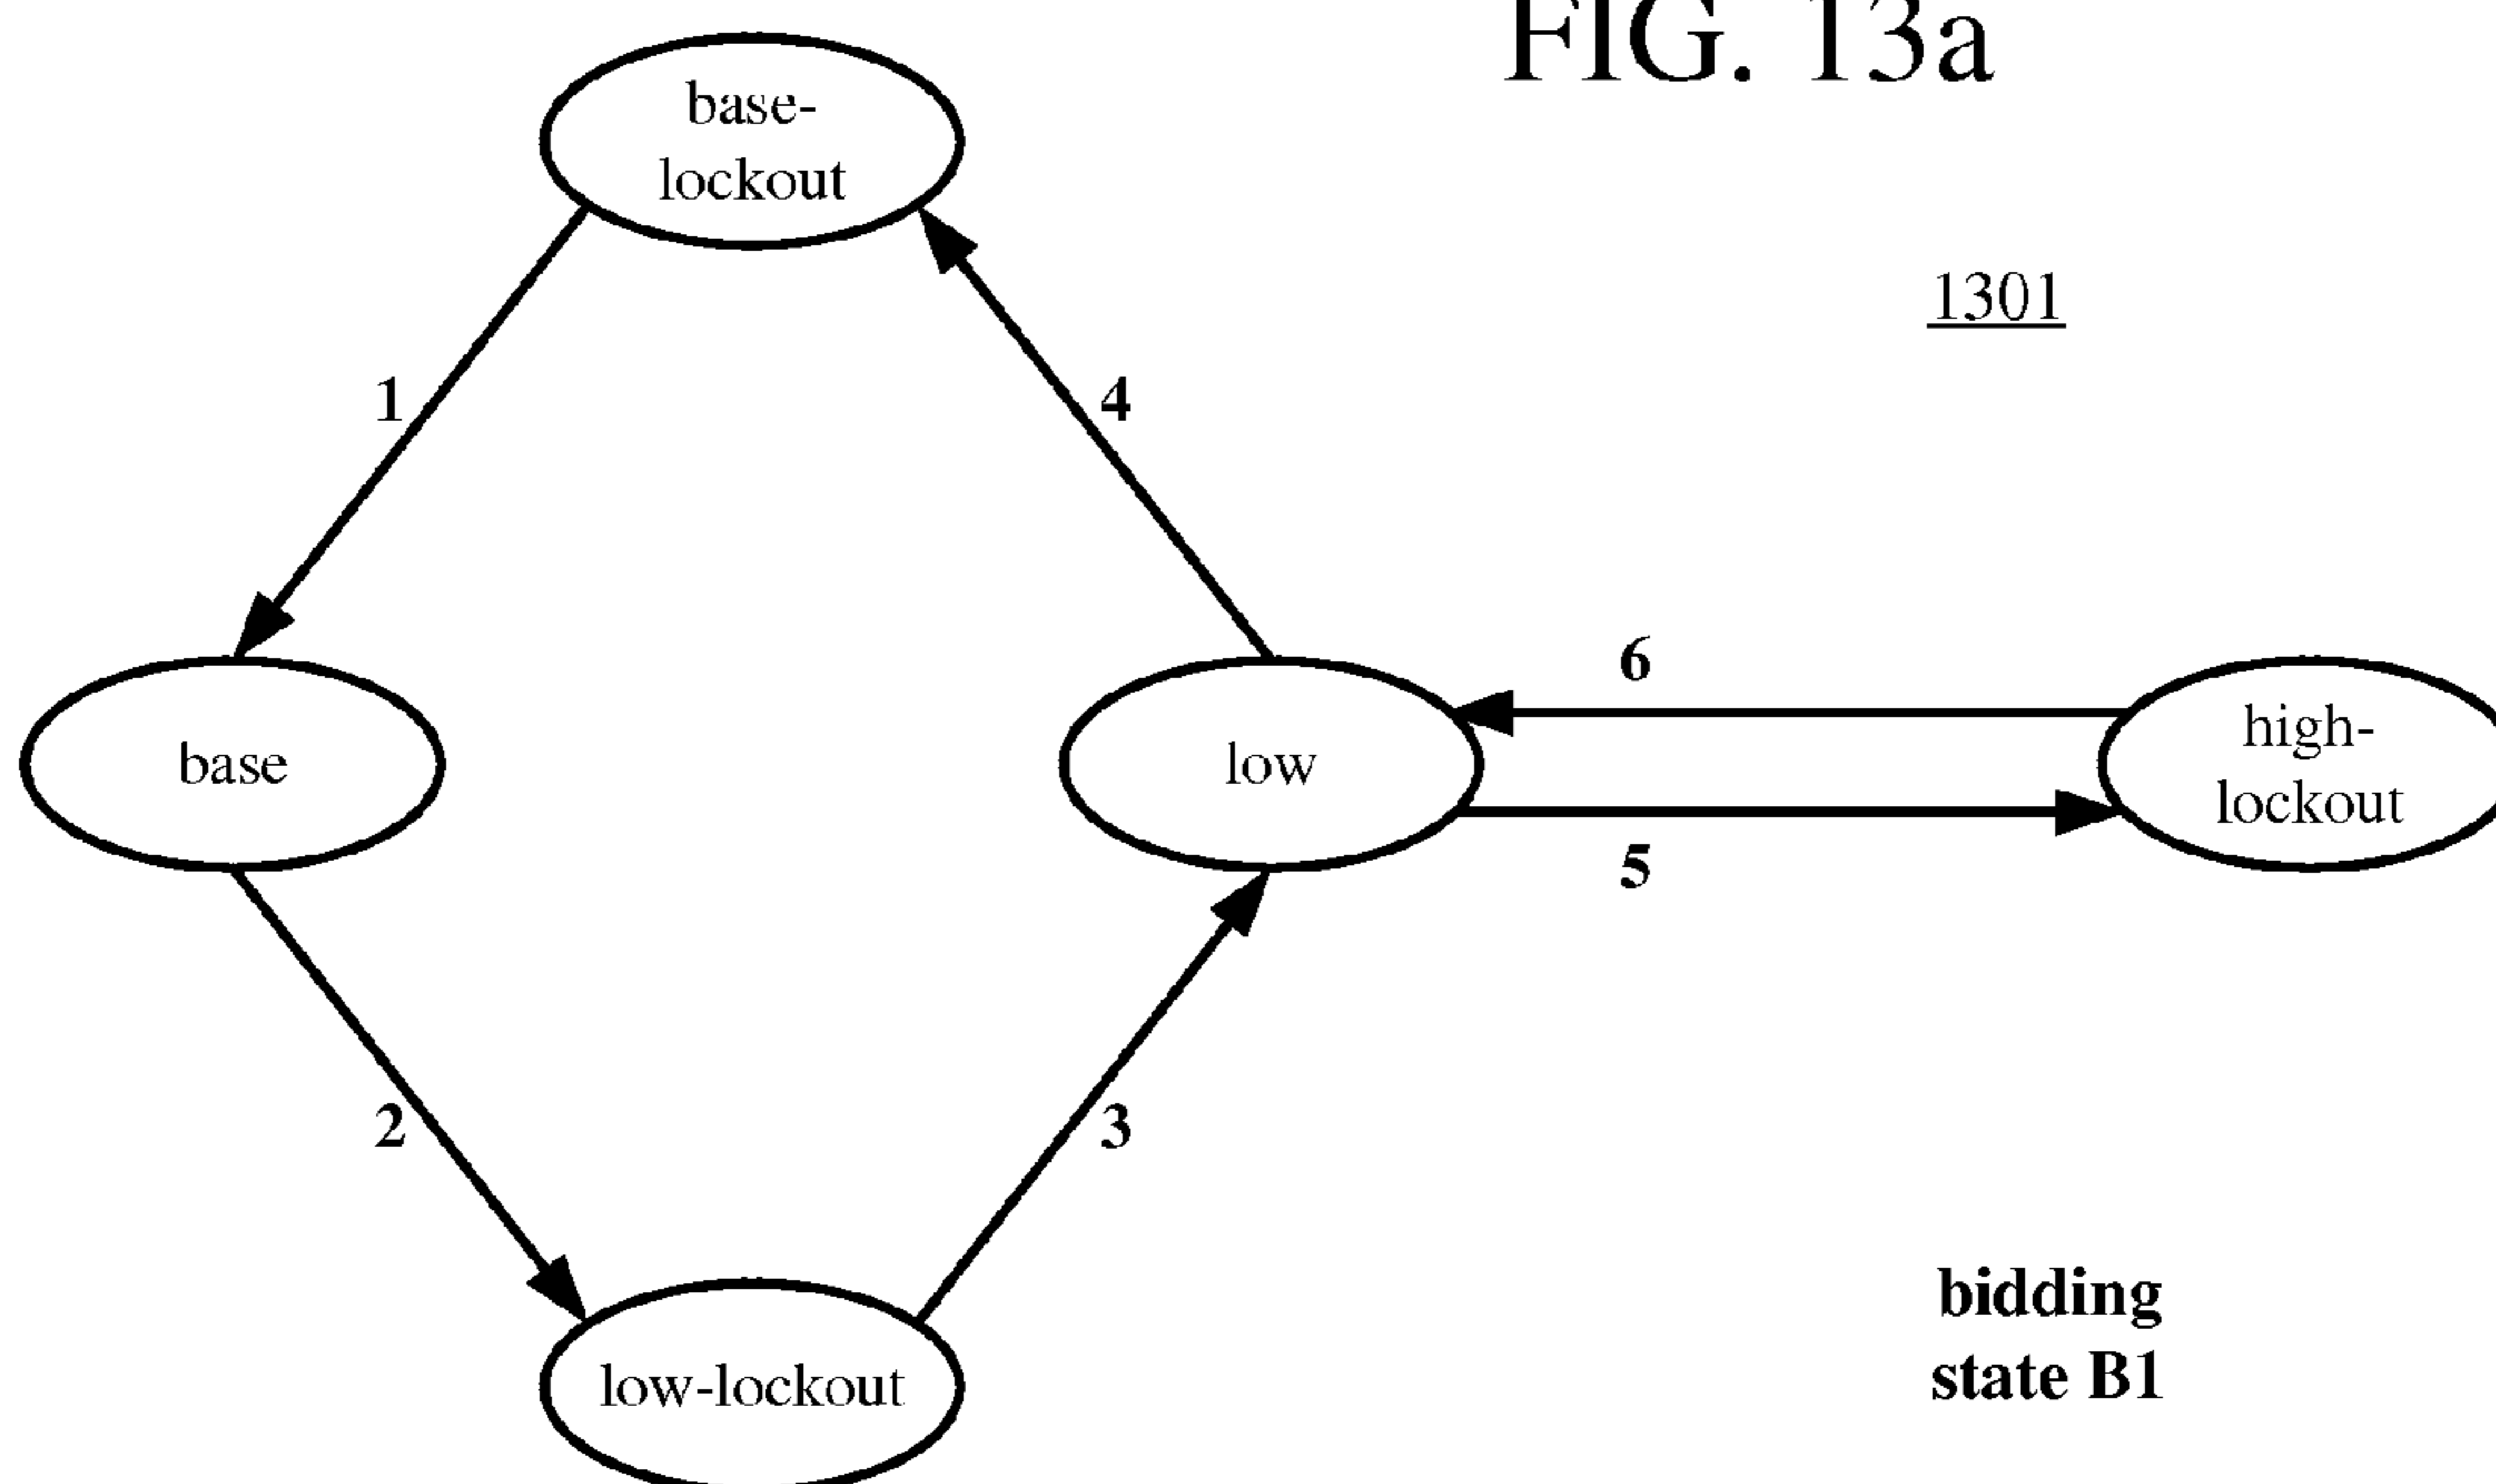 FIG. 13a
base-
lockout
1301
1
4
6
base
low
high-
lockout
5
2
3
bidding
state B1
low-lockout